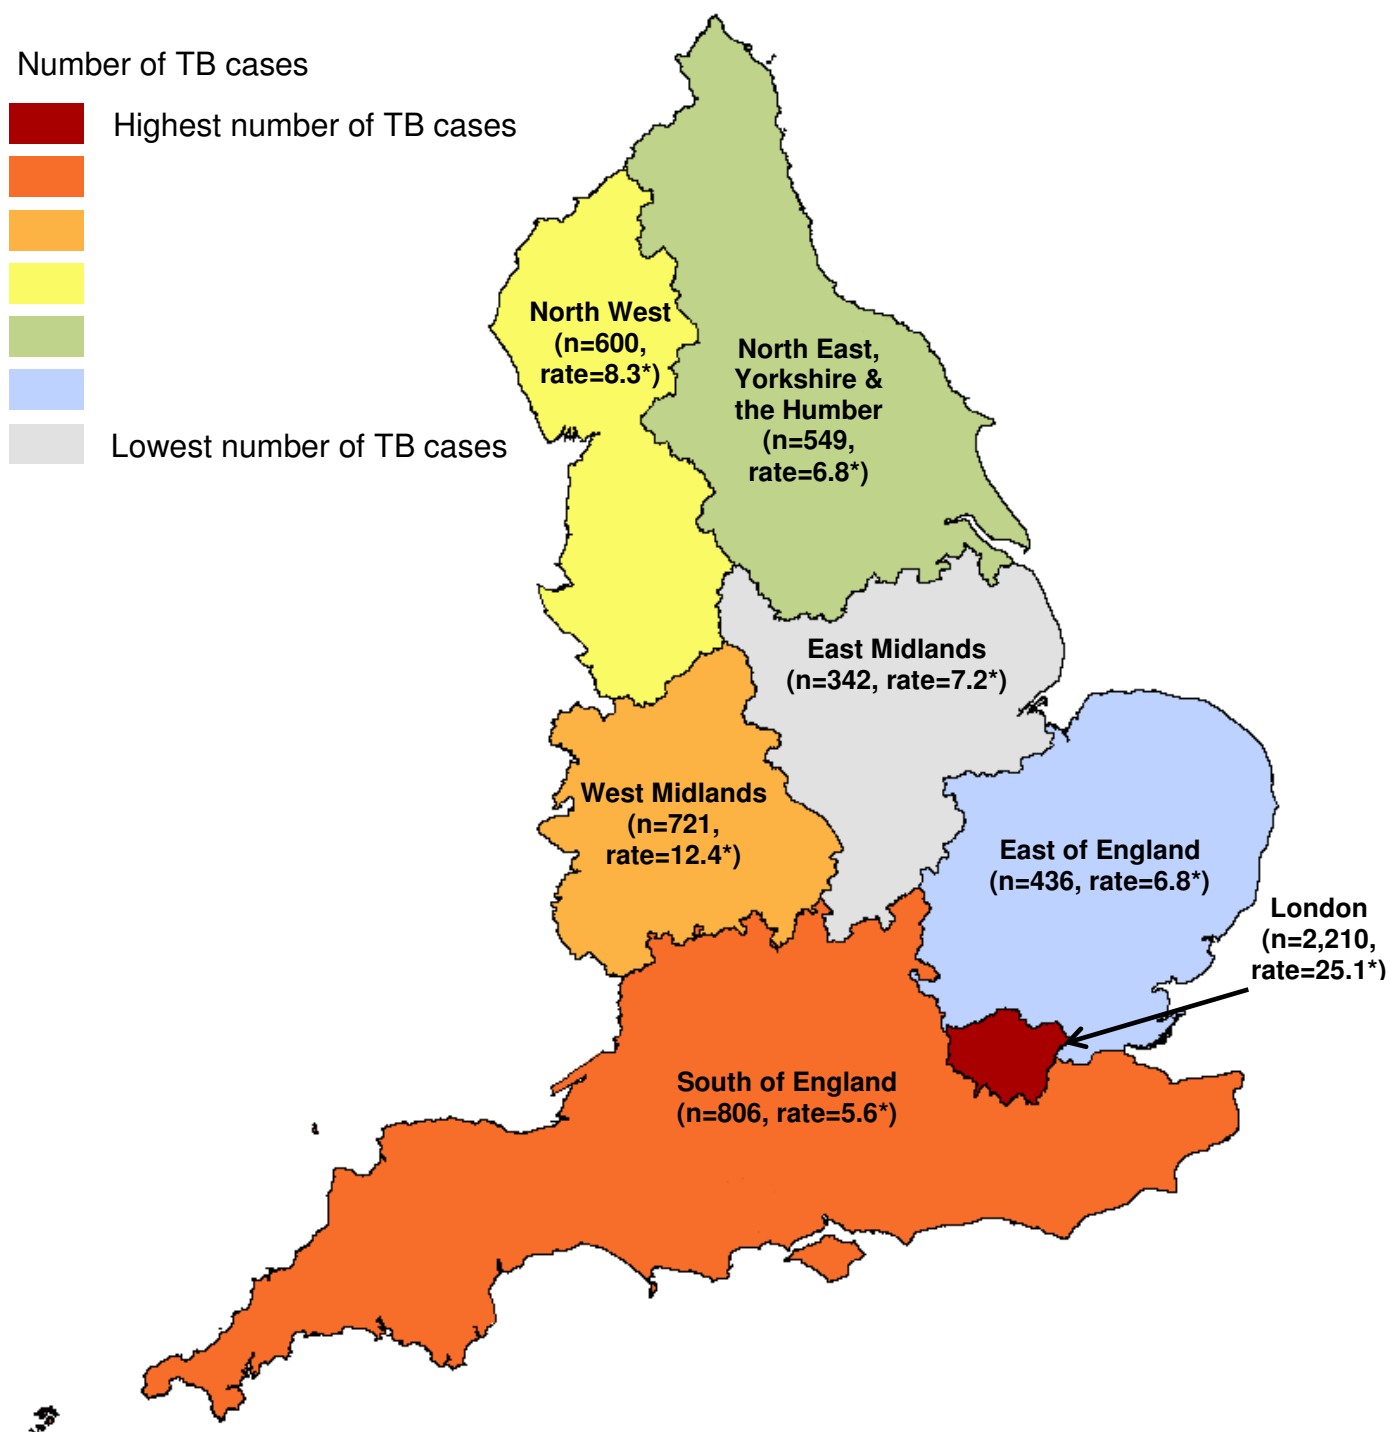 Number of TB cases
Highest number of TB cases
Lowest number of TB cases
North West
(n=600,
rate=8.3*)
North East,
Yorkshire &
the Humber
(n=549,
rate=6.8*)
East Midlands
(n=342, rate=7.2*)
West Midlands
(n=721,
rate=12.4*)
East of England
(n=436, rate=6.8*)
London
(n=2,210,
rate=25.1*)
South of England
(n=806, rate=5.6*)